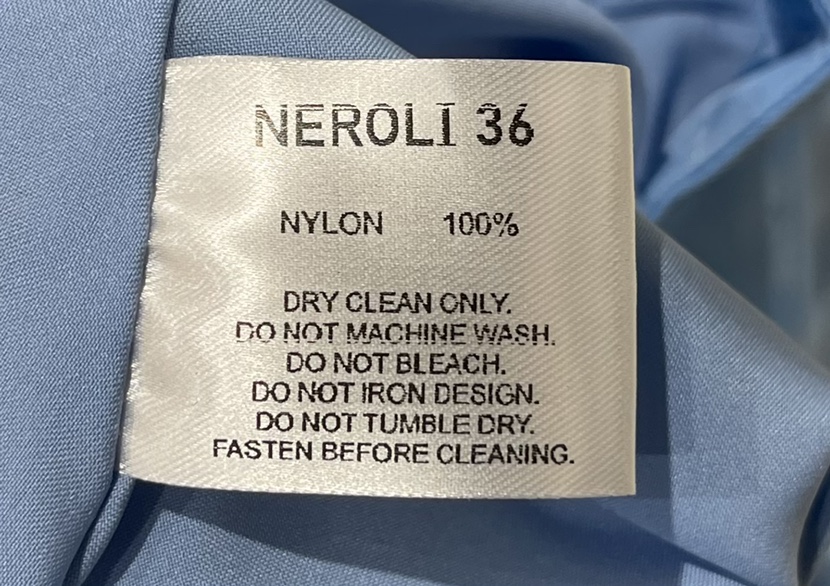 NEROLI 36
NYLON 100%
DRY CLEAN ONLY.
DO NOT MACHINE WASH.
DO NOT BLEACH.
DO NOT IRON DESIGN.
DO NOT TUMBLE DRY.
FASTEN BEFORE CLEANING.